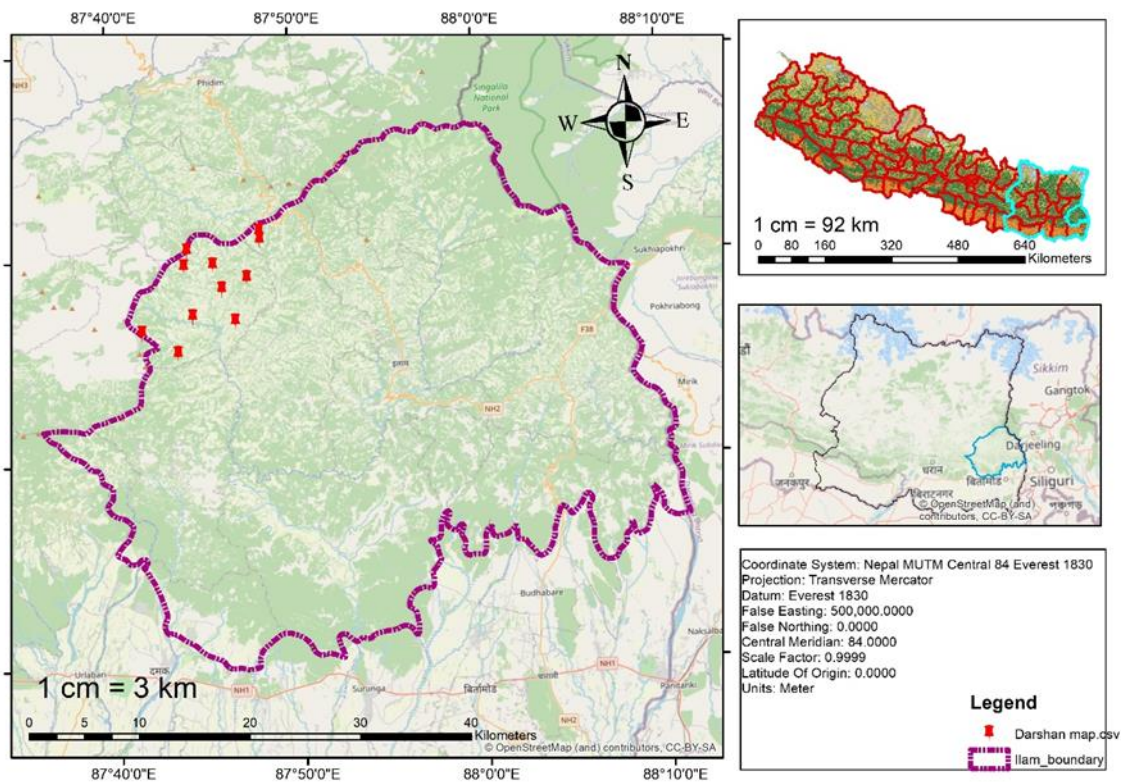 87°40'0"E 87°50'0"E 88°0'0"E 88°10'0"E
NH3
Phidim
Singalila
National
Park
N
W E
S
Sukhiapokhri
Pokhriabong
F38
इलाम
Mirik
NH2
Budhabare
Naksalba
Urlabari
दमक
NH1
Surunga
बिर्तामोड
NH1
Panitanki
NH2
1 cm = 3 km
0 5 10 20 30 40
Kilometers
© OpenStreetMap (and) contributors, CC-BY-SA
87°40'0"E 87°50'0"E 88°0'0"E 88°10'0"E
1 cm = 92 km
0 80 160 320 480 640
Kilometers
Sikkim
Gangtok
Darjeeling
धरान
जनकपुर
बिर्तामोड
Siliguri
बिराटनगर
© OpenStreetMap (and)
contributors, CC-BY-SA
Coordinate System: Nepal MUTM Central 84 Everest 1830
Projection: Transverse Mercator
Datum: Everest 1830
False Easting: 500,000.0000
False Northing: 0.0000
Central Meridian: 84.0000
Scale Factor: 0.9999
Latitude Of Origin: 0.0000
Units: Meter
Legend
Darshan map.csv
Ilam_boundary